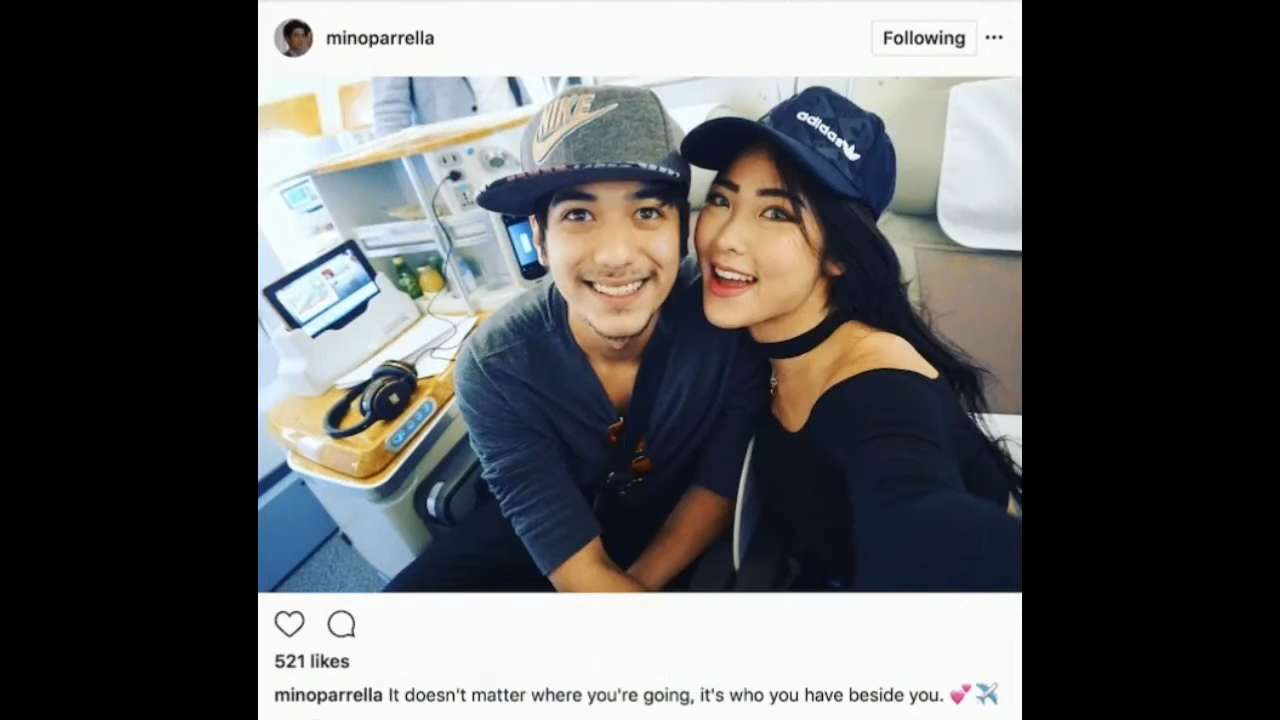 minoparrella
Following
NIKE
adidas
521 likes
minoparrella It doesn't matter where you're going, it's who you have beside you. 💕✈️